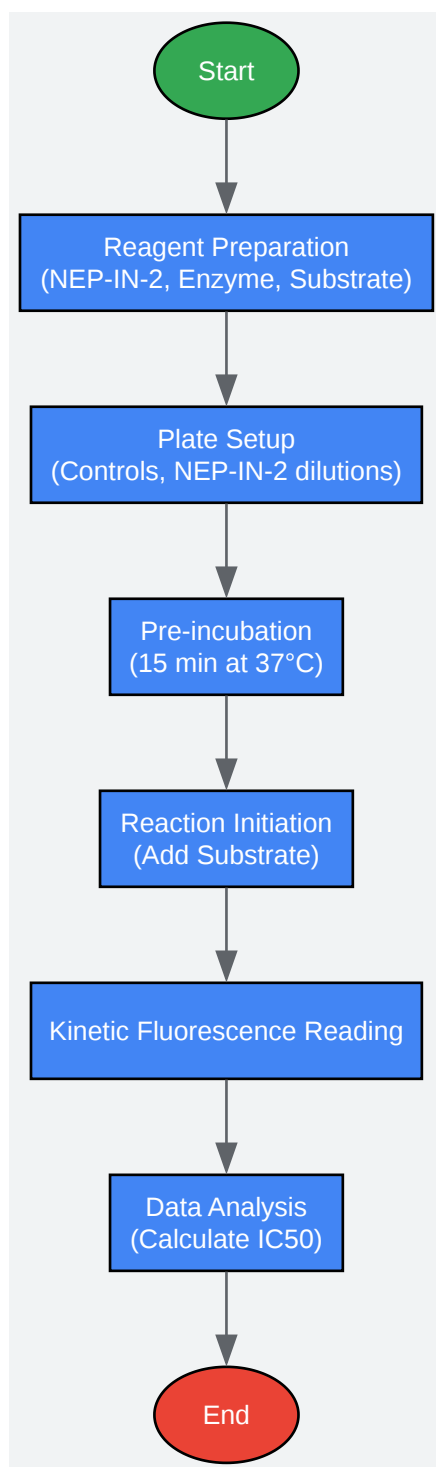 Start
Reagent Preparation
(NEP-IN-2, Enzyme, Substrate)
Plate Setup
(Controls, NEP-IN-2 dilutions)
Pre-incubation
(15 min at 37°C)
Reaction Initiation
(Add Substrate)
Kinetic Fluorescence Reading
Data Analysis
(Calculate IC50)
End